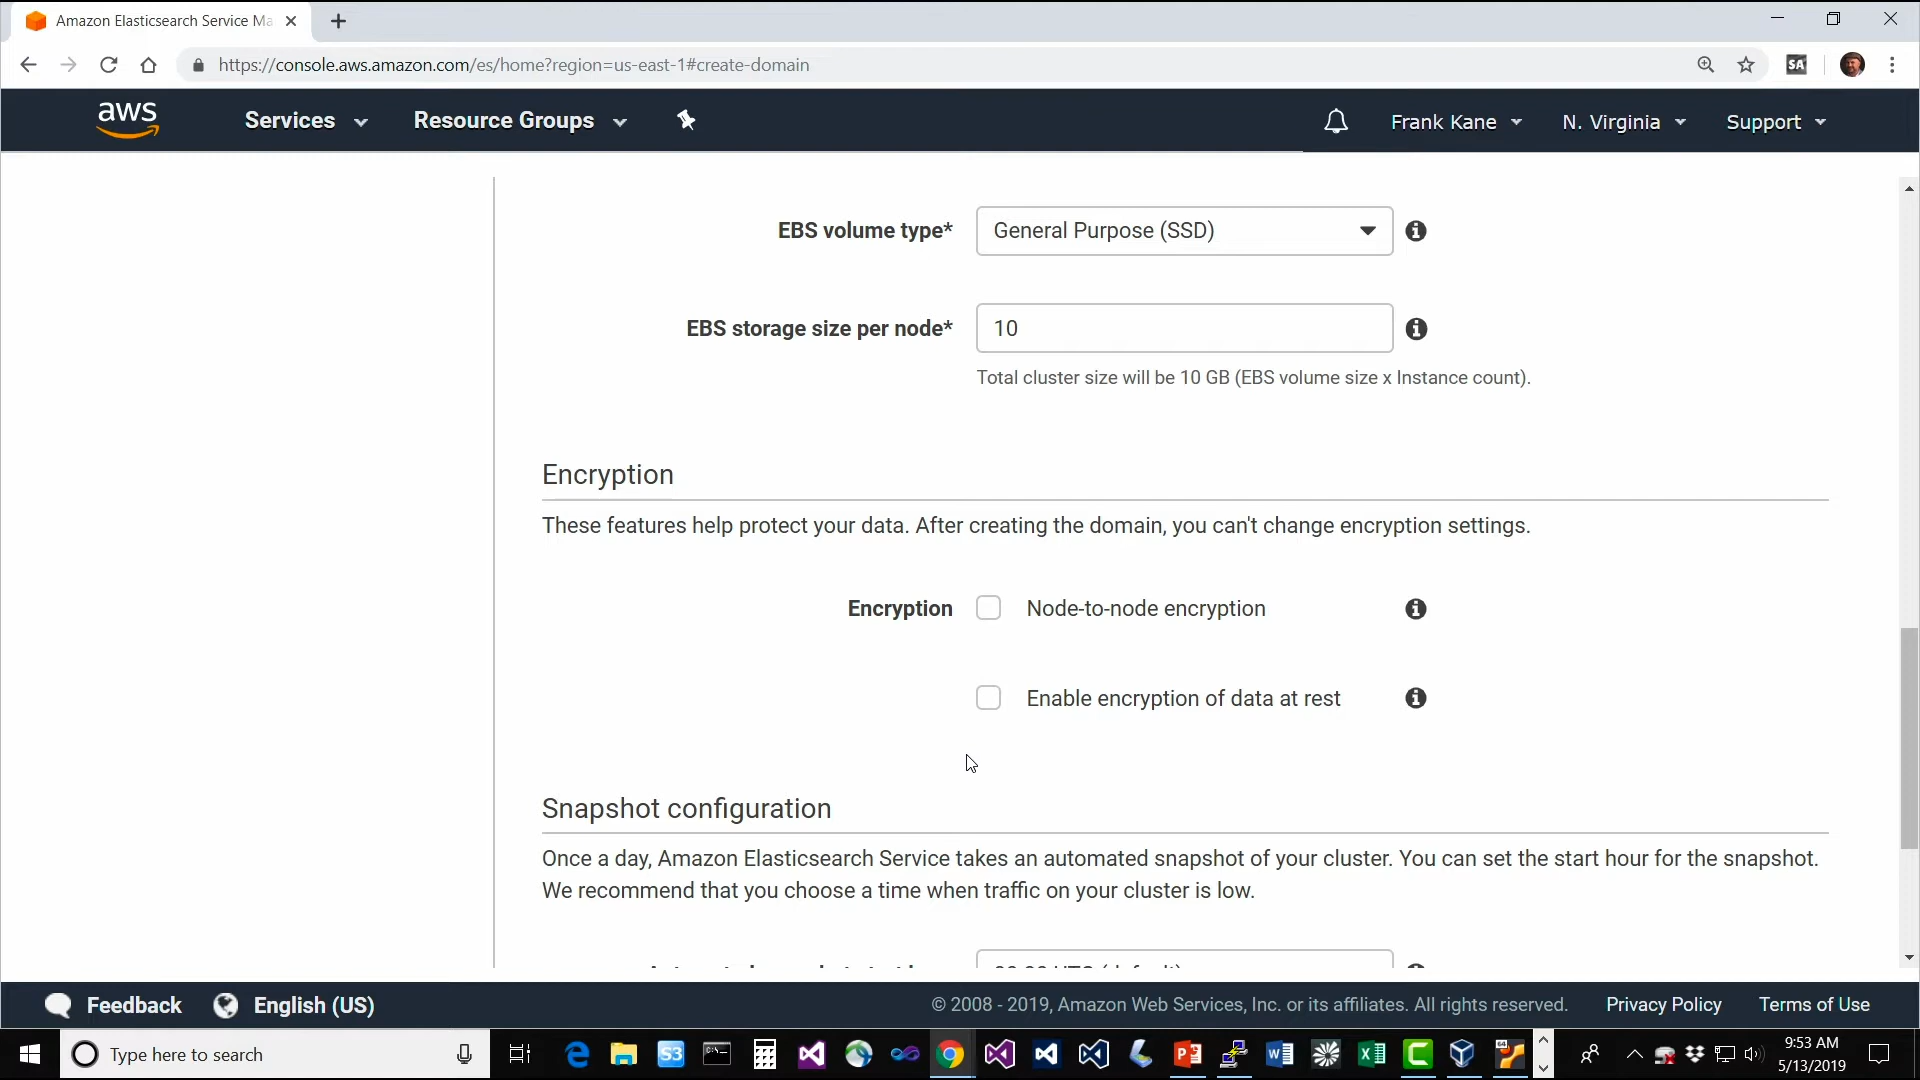 Amazon Elasticsearch Service Ma
https://console.aws.amazon.com/es/home?region=us-east-1#create-domain
SA
aws
Services
Resource Groups
Frank Kane
N. Virginia
Support
EBS volume type*
General Purpose (SSD)
EBS storage size per node*
10
Total cluster size will be 10 GB (EBS volume size x Instance count).
Encryption
These features help protect your data. After creating the domain, you can't change encryption settings.
Encryption
Node-to-node encryption
Enable encryption of data at rest
Snapshot configuration
Once a day, Amazon Elasticsearch Service takes an automated snapshot of your cluster. You can set the start hour for the snapshot.
We recommend that you choose a time when traffic on your cluster is low.
Feedback
English (US)
© 2008 - 2019, Amazon Web Services, Inc. or its affiliates. All rights reserved.
Privacy Policy
Terms of Use
Type here to search
S3
9:53 AM
5/13/2019